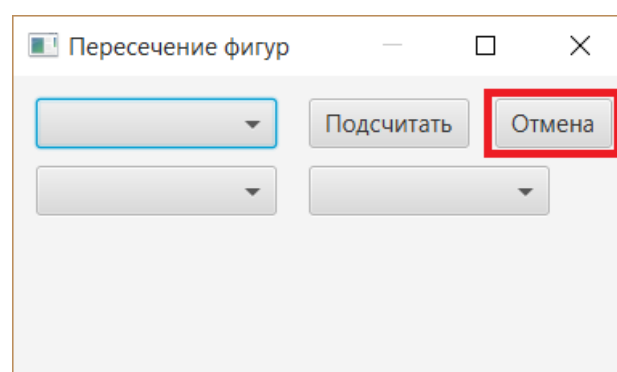 Пересечение фигур
Подсчитать Отмена